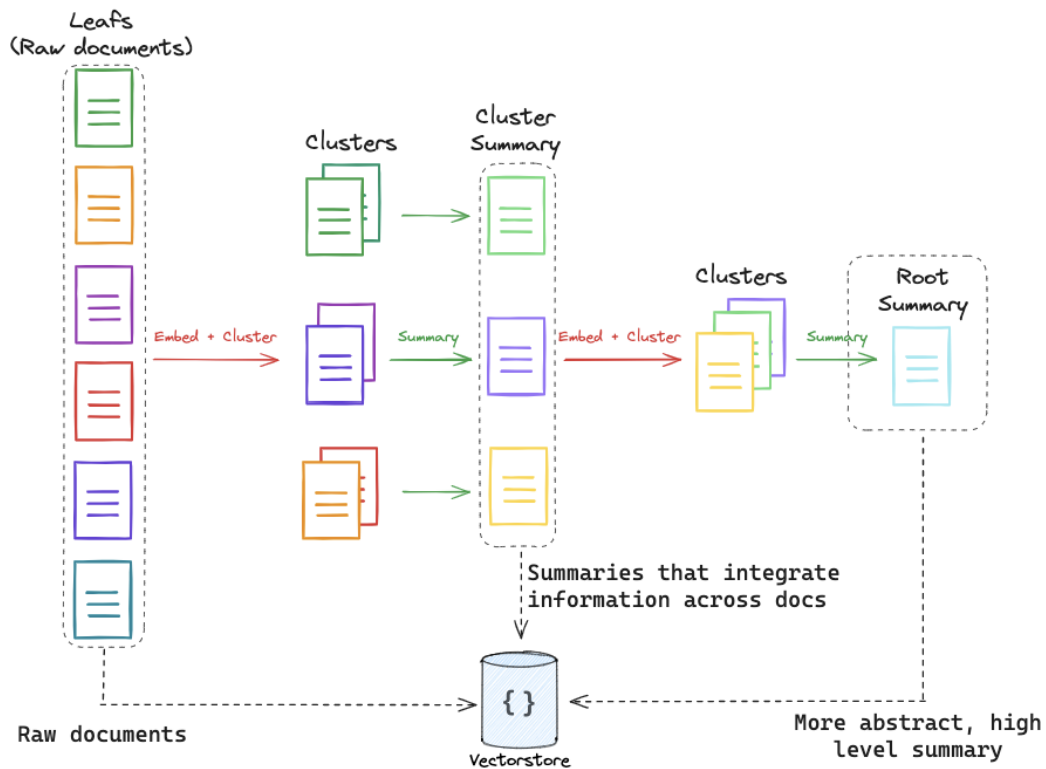 Leafs
(Raw documents)
Clusters
Cluster
Summary
Clusters
Root
Summary
Embed + Cluster
Summary
Embed + Cluster
Summary
Summaries that integrate
information across docs
{}
Raw documents
More abstract, high
level summary
Vectorstore